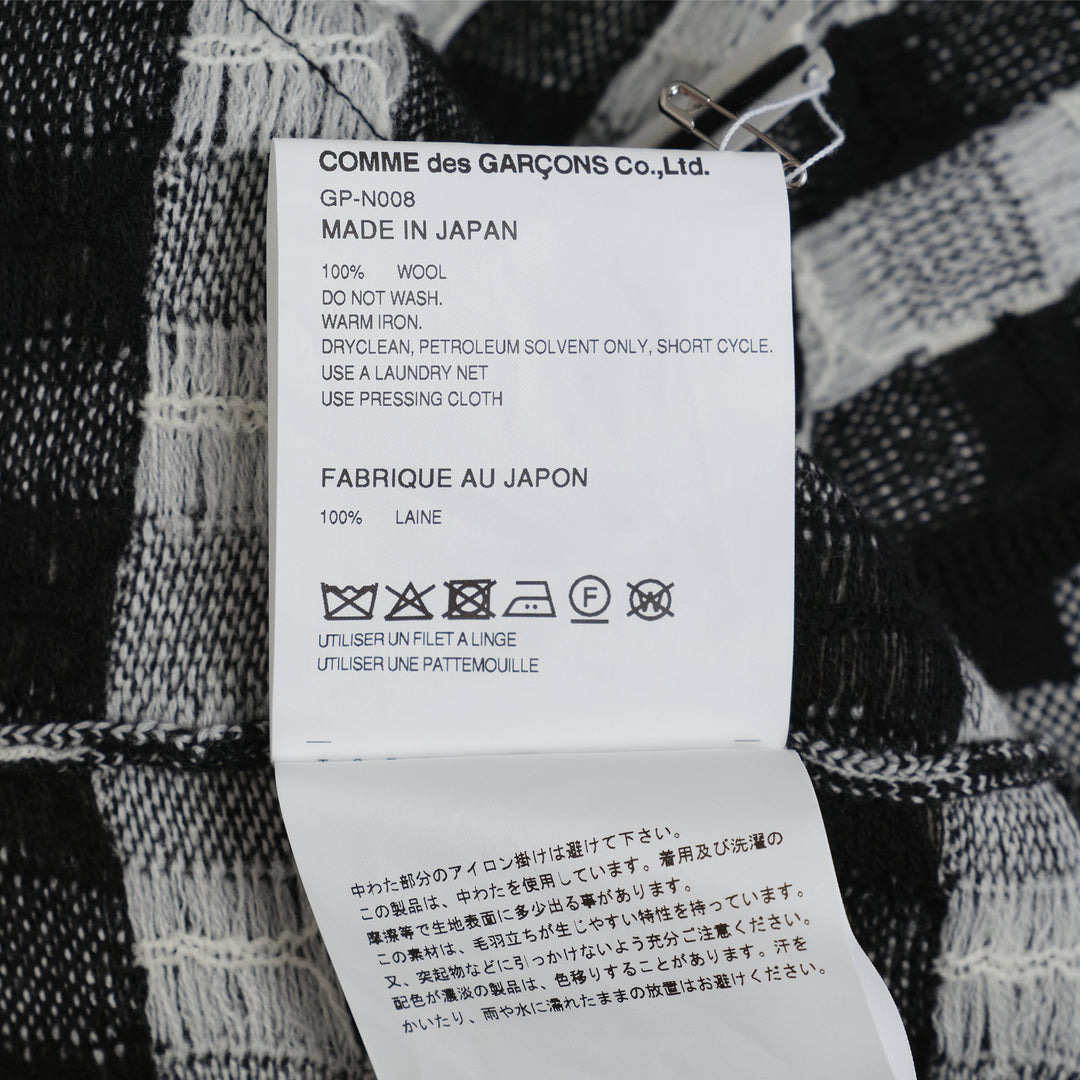 COMME des GARÇONS Co.,Ltd.
GP-N008
MADE IN JAPAN
100% WOOL
DO NOT WASH.
WARM IRON.
DRYCLEAN, PETROLEUM SOLVENT ONLY, SHORT CYCLE.
USE A LAUNDRY NET
USE PRESSING CLOTH
FABRIQUE AU JAPON
100% LAINE
F
W
UTILISER UN FILET A LINGE
UTILISER UNE PATTEMOUILLE
中わた部分のアイロン掛けは避けて下さい。
この製品は、中わたを使用しています。着用及び洗濯の
摩擦等で生地表面に多少出る事があります。
この素材は、毛羽立ちが生じやすい特性を持っています。
又、突起物などに引っかけないよう充分ご注意ください。
配色が濃淡の製品は、色移りすることがあります。汗を
かいたり、雨や水に濡れたままの放置はお避けください。